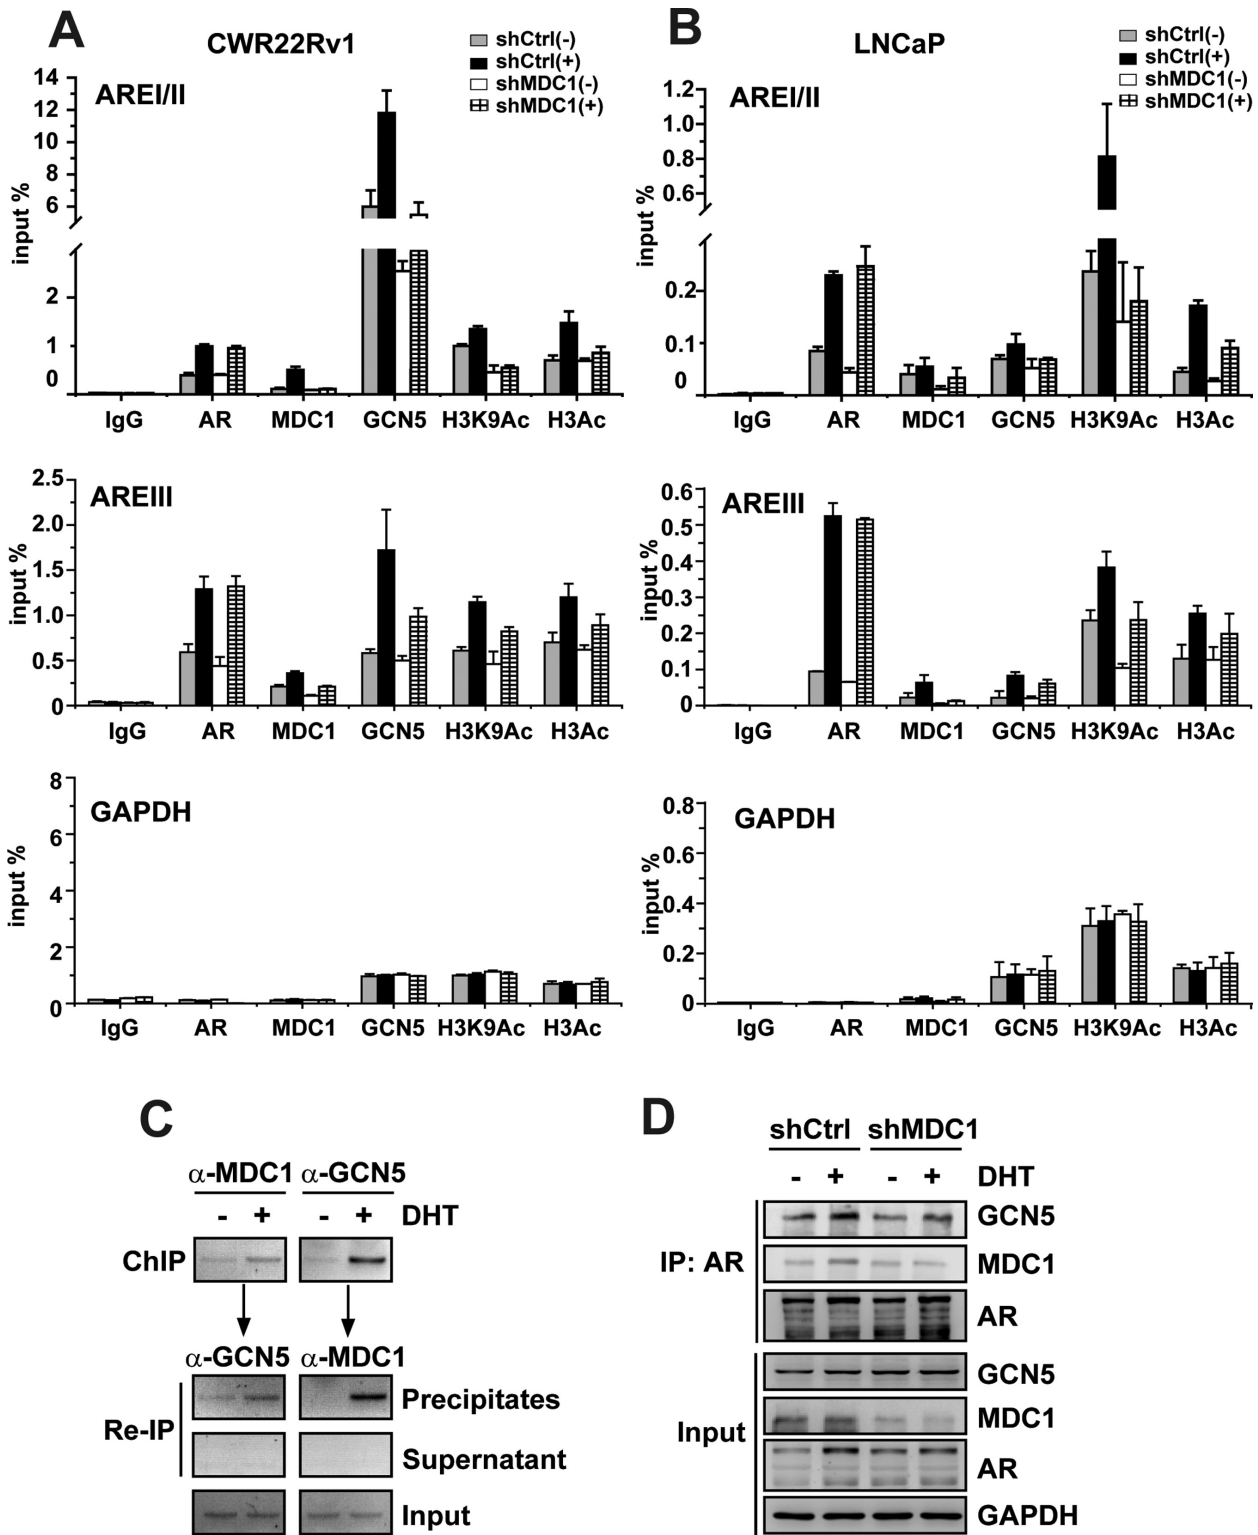 A
CWR22Rv1
shCtrl(-)
shCtrl(+)
shMDC1(-)
shMDC1(+)
AREI/II
input %
14
12
10
8
6
2
1
0
IgG AR MDC1 GCN5 H3K9Ac H3Ac
AREIII
input %
2.5
2.0
1.5
1.0
0.5
0
IgG AR MDC1 GCN5 H3K9Ac H3Ac
GAPDH
input %
8
6
4
2
0
IgG AR MDC1 GCN5 H3K9Ac H3Ac
B
LNCaP
shCtrl(-)
shCtrl(+)
shMDC1(-)
shMDC1(+)
AREI/II
input %
1.2
1.0
0.8
0.6
0.2
0.1
0
IgG AR MDC1 GCN5 H3K9Ac H3Ac
AREIII
input %
0.6
0.5
0.4
0.3
0.2
0.1
0
IgG AR MDC1 GCN5 H3K9Ac H3Ac
GAPDH
input %
0.8
0.6
0.4
0.2
0
IgG AR MDC1 GCN5 H3K9Ac H3Ac
C
α-MDC1 α-GCN5
- + - + DHT
ChIP
α-GCN5 α-MDC1
Re-IP
Precipitates
Supernatant
Input
D
shCtrl shMDC1
- + - + DHT
IP: AR
GCN5
MDC1
AR
Input
GCN5
MDC1
AR
GAPDH